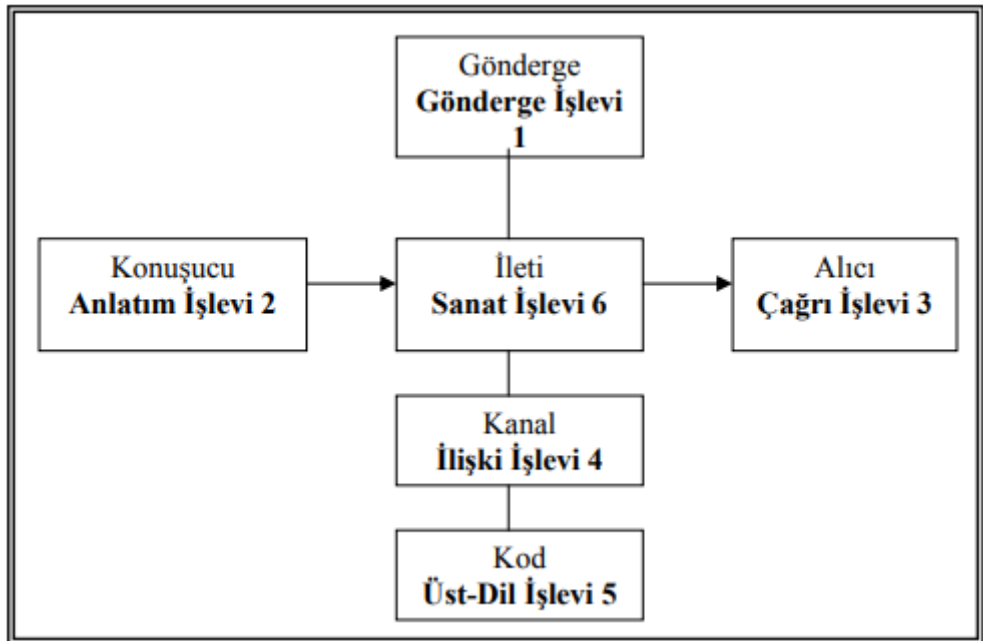 Gönderge
Gönderge İşlevi
1
Konuşucu
Anlatım İşlevi 2
İleti
Sanat İşlevi 6
Alıcı
Çağrı İşlevi 3
Kanal
İlişki İşlevi 4
Kod
Üst-Dil İşlevi 5